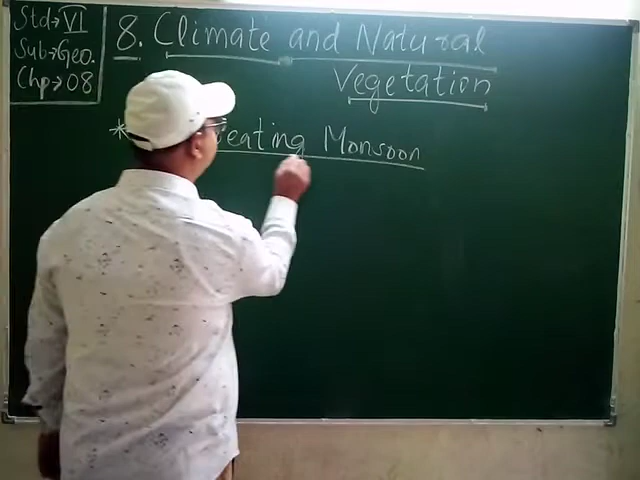 Std→VI
Sub→Geo.
Chp→08
8. Climate and Natural
Vegetation
* Monsoon